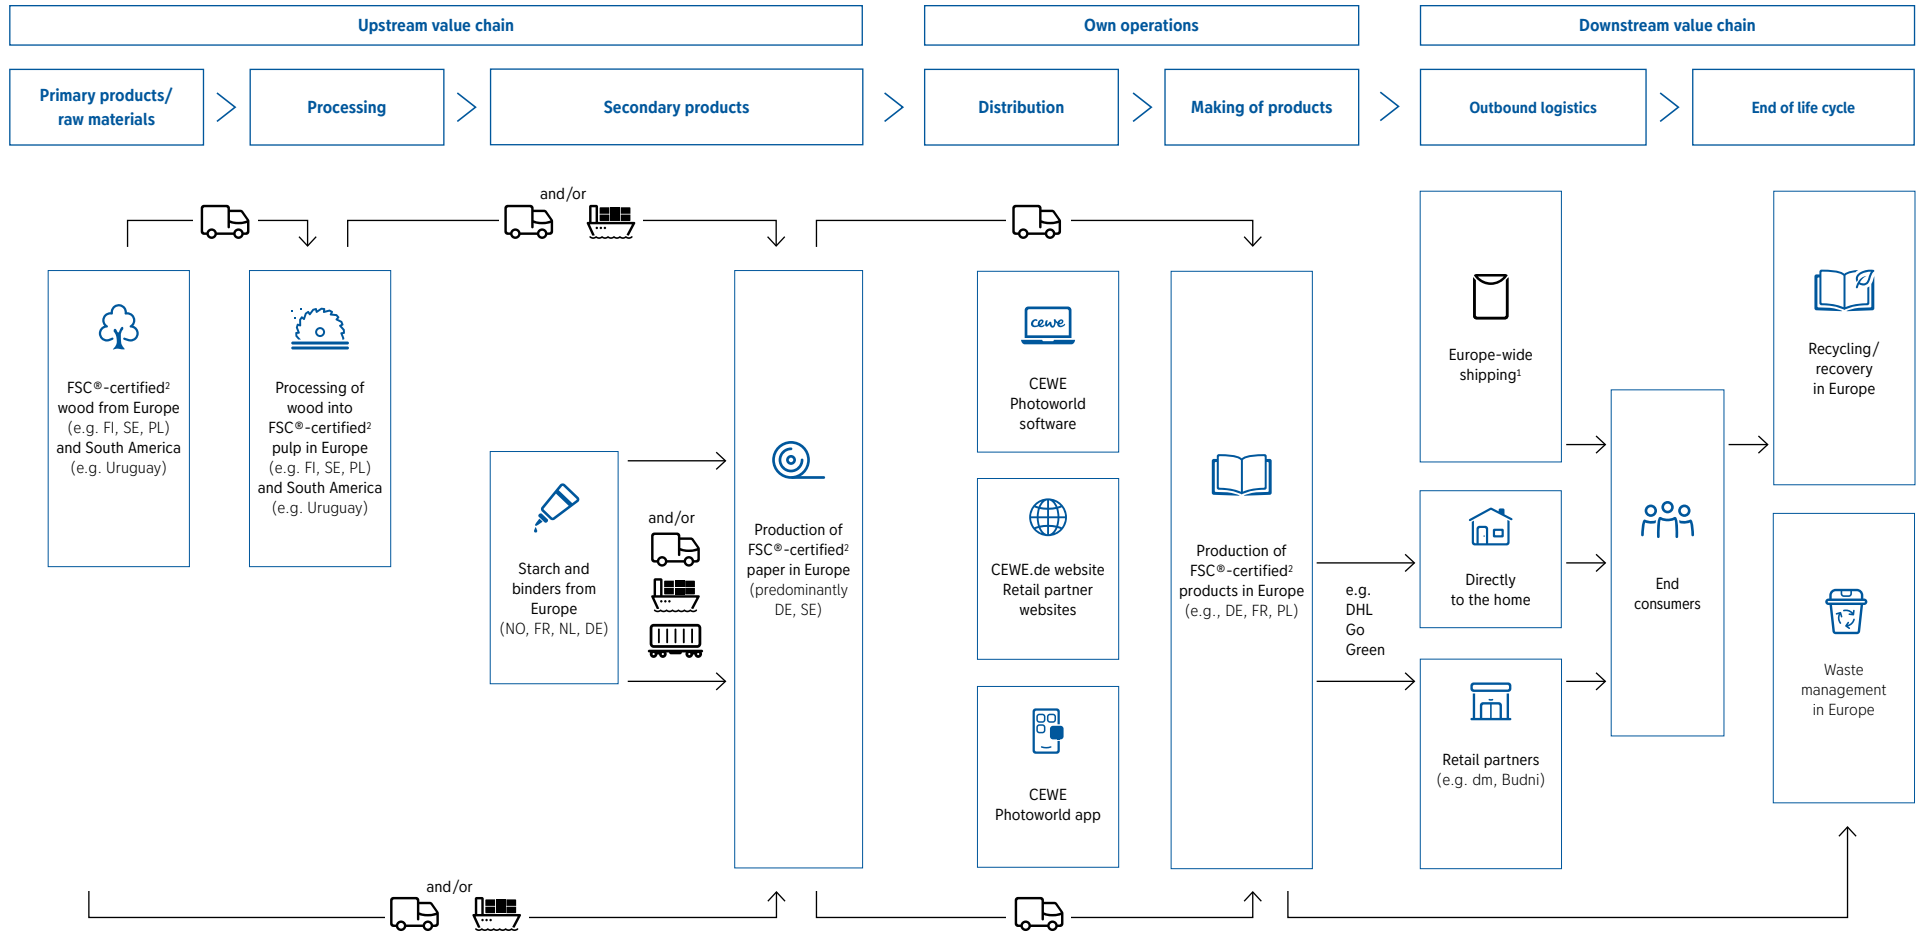 Upstream value chain
Own operations
Downstream value chain
Primary products/
raw materials
Processing
Secondary products
Distribution
Making of products
Outbound logistics
End of life cycle
and/or
FSC®-certified²
wood from Europe
(e.g. FI, SE, PL)
and South America
(e.g. Uruguay)
Processing of
wood into
FSC®-certified²
pulp in Europe
(e.g. FI, SE, PL)
and South America
(e.g. Uruguay)
Starch and
binders from
Europe
(NO, FR, NL, DE)
and/or
Production of
FSC®-certified²
paper in Europe
(predominantly
DE, SE)
cewe
CEWE
Photoworld
software
CEWE.de website
Retail partner
websites
CEWE
Photoworld app
Production of
FSC®-certified²
products in Europe
(e.g., DE, FR, PL)
e.g.
DHL
Go
Green
Europe-wide
shipping¹
Directly
to the home
Retail partners
(e.g. dm, Budni)
End
consumers
Recycling/
recovery
in Europe
Waste
management
in Europe
and/or